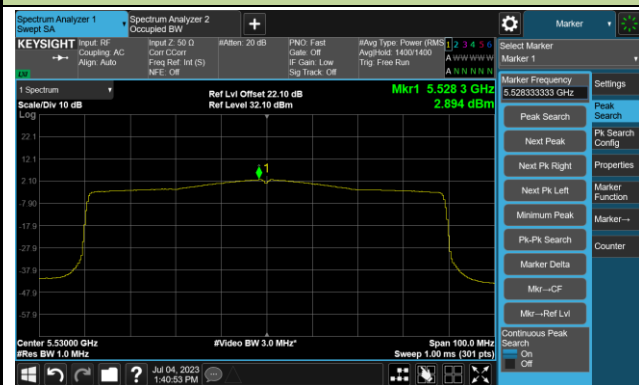 Spectrum Analyzer 1
Swept SA
Spectrum Analyzer 2
Occupied BW
+
Marker
KEYSIGHT
Input: RF
Coupling: AC
Align: Auto
Input Z: 50 Ω
Corr CCorr
Freq Ref: Int (S)
NFE: Off
#Atten: 20 dB
PNO: Fast
Gate: Off
IF Gain: Low
Sig Track: Off
#Avg Type: Power (RMS)
Avg|Hold: 1400/1400
Trig: Free Run
1 2 3 4 5 6
A W W W W W
A N N N N N
Select Marker
Marker 1
1 Spectrum
Scale/Div 10 dB
Log
Ref Lvl Offset 22.10 dB
Ref Level 32.10 dBm
Mkr1 5.528 3 GHz
2.894 dBm
22.1
12.1
2.10
-7.90
-17.9
-27.9
-37.9
-47.9
-57.9
1
Center 5.53000 GHz
#Res BW 1.0 MHz
#Video BW 3.0 MHz*
Span 100.0 MHz
Sweep 1.00 ms (301 pts)
Marker Frequency
5.528333333 GHz
Peak Search
Next Peak
Next Pk Right
Next Pk Left
Minimum Peak
Pk-Pk Search
Marker Delta
Mkr→CF
Mkr→Ref Lvl
Continuous Peak
Search
On
Off
Settings
Peak
Search
Pk Search
Config
Properties
Marker
Function
Marker→
Counter
?
Jul 04, 2023
1:40:53 PM